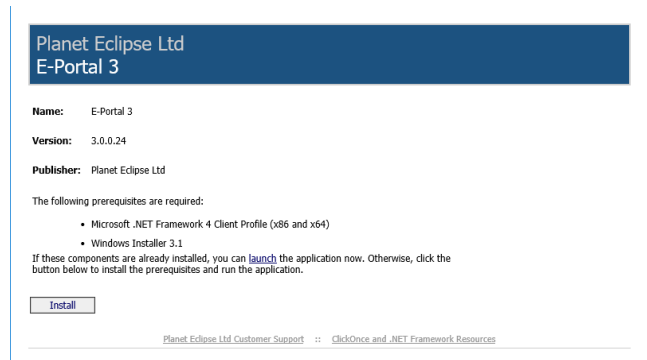 Planet Eclipse Ltd
E-Portal 3
Name: E-Portal 3
Version: 3.0.0.24
Publisher: Planet Eclipse Ltd
The following prerequisites are required:
• Microsoft .NET Framework 4 Client Profile (x86 and x64)
• Windows Installer 3.1
If these components are already installed, you can launch the application now. Otherwise, click the
button below to install the prerequisites and run the application.
Install
Planet Eclipse Ltd Customer Support :: ClickOnce and .NET Framework Resources